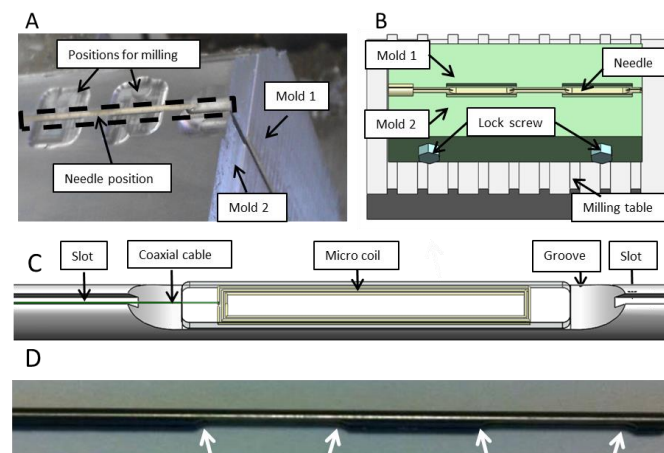 A
Positions for milling
Mold 1
Needle position
Mold 2
B
Mold 1
Needle
Mold 2
Lock screw
Milling table
C
Slot
Coaxial cable
Micro coil
Groove
Slot
D